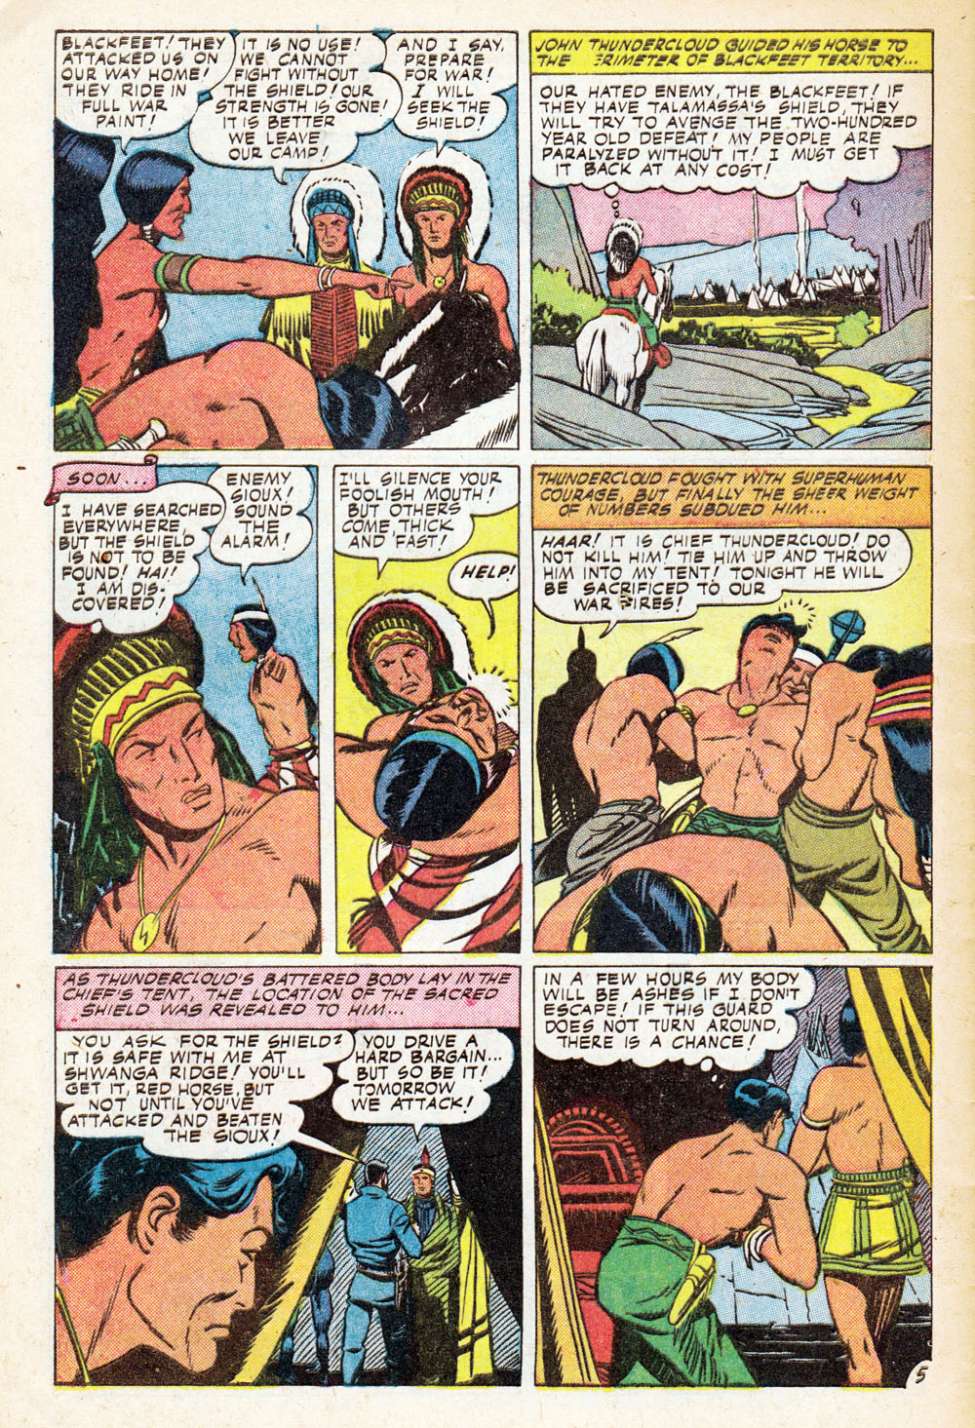 BLACKFEET! THEY
ATTACKED US ON
OUR WAY HOME!
THEY RIDE IN
FULL WAR
PAINT!
IT IS NO USE!
WE CANNOT
FIGHT WITHOUT
THE SHIELD! OUR
STRENGTH IS GONE!
IT IS BETTER
WE LEAVE
OUR CAMP!
AND I SAY,
PREPARE
FOR WAR!
I WILL
SEEK THE
SHIELD!
JOHN THUNDERCLOUD GUIDED HIS HORSE TO
THE ERIMETER OF BLACKFEET TERRITORY...
OUR HATED ENEMY, THE BLACKFEET! IF
THEY HAVE TALAMASSA'S SHIELD, THEY
WILL TRY TO AVENGE THE TWO-HUNDRED
YEAR OLD DEFEAT! MY PEOPLE ARE
PARALYZED WITHOUT IT! I MUST GET
IT BACK AT ANY COST!
SOON...
I HAVE SEARCHED
EVERYWHERE,
BUT THE SHIELD
IS NOT TO BE
FOUND! HAI!
I AM DIS-
COVERED!
ENEMY
SIOUX!
SOUND
THE
ALARM!
I'LL SILENCE YOUR
FOOLISH MOUTH!
BUT OTHERS
COME, THICK
AND FAST!
HELP!
THUNDERCLOUD FOUGHT WITH SUPERHUMAN
COURAGE, BUT FINALLY THE SHEER WEIGHT
OF NUMBERS SUBDUED HIM...
HAAR! IT IS CHIEF THUNDERCLOUD! DO
NOT KILL HIM! TIE HIM UP AND THROW
HIM INTO MY TENT! TONIGHT HE WILL
BE SACRIFICED TO OUR
WAR FIRES!
AS THUNDERCLOUD'S BATTERED BODY LAY IN THE
CHIEF'S TENT, THE LOCATION OF THE SACRED
SHIELD WAS REVEALED TO HIM...
YOU ASK FOR THE SHIELD?
IT IS SAFE WITH ME AT
SHWANGA RIDGE! YOU'LL
GET IT, RED HORSE, BUT
NOT UNTIL YOU'VE
ATTACKED AND BEATEN
THE SIOUX!
YOU DRIVE A
HARD BARGAIN...
BUT SO BE IT!
TOMORROW
WE ATTACK!
IN A FEW HOURS MY BODY
WILL BE ASHES IF I DON'T
ESCAPE! IF THIS GUARD
DOES NOT TURN AROUND,
THERE IS A CHANCE!
5